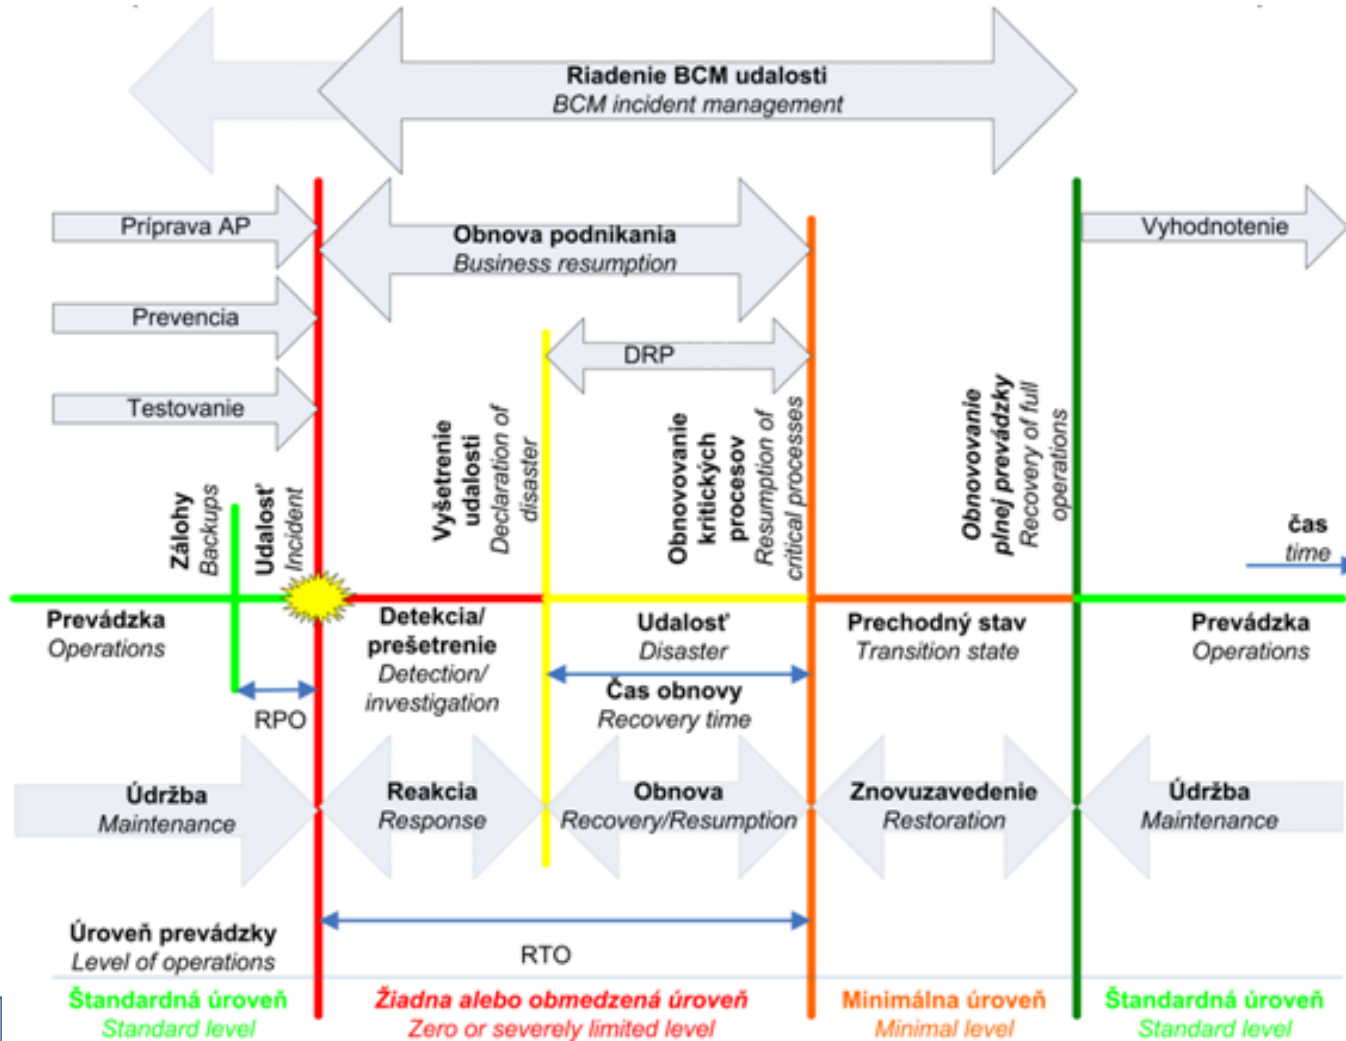 Riadenie BCM udalosti
BCM incident management
Príprava AP
Obnova podnikania
Business resumption
Vyhodnotenie
Prevencia
DRP
Testovanie
Zálohy
Backups
Udalosť
Incident
Vyšetrenie
udalosti
Declaration of
disaster
Obnovovanie
kritických
procesov
Resumption of
critical processes
Obnovovanie
plnej prevádzky
Recovery of full
operations
čas
time
Prevádzka
Operations
Detekcia/
prešetrenie
Detection/
investigation
Udalosť
Disaster
Prechodný stav
Transition state
Prevádzka
Operations
RPO
Čas obnovy
Recovery time
Údržba
Maintenance
Reakcia
Response
Obnova
Recovery/Resumption
Znovuzavedenie
Restoration
Údržba
Maintenance
Úroveň prevádzky
Level of operations
RTO
Štandardná úroveň
Standard level
Žiadna alebo obmedzená úroveň
Zero or severely limited level
Minimálna úroveň
Minimal level
Štandardná úroveň
Standard level